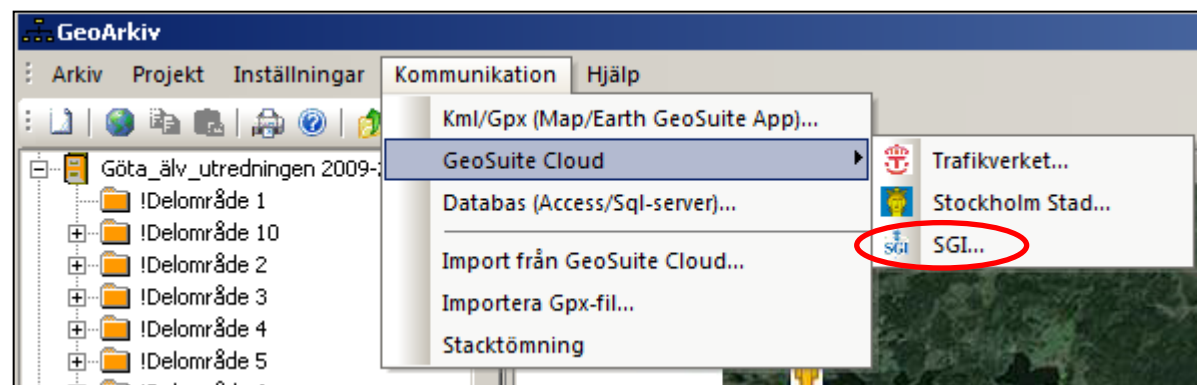 GeoArkiv
Arkiv Projekt Inställningar Kommunikation Hjälp
Kml/Gpx (Map/Earth GeoSuite App)...
GeoSuite Cloud
Databas (Access/Sql-server)...
Import från GeoSuite Cloud...
Importera Gpx-fil...
Stacktömning
Trafikverket...
Stockholm Stad...
SGI SGI...
Göta_älv_utredningen 2009-
!Delområde 1
!Delområde 10
!Delområde 2
!Delområde 3
!Delområde 4
!Delområde 5